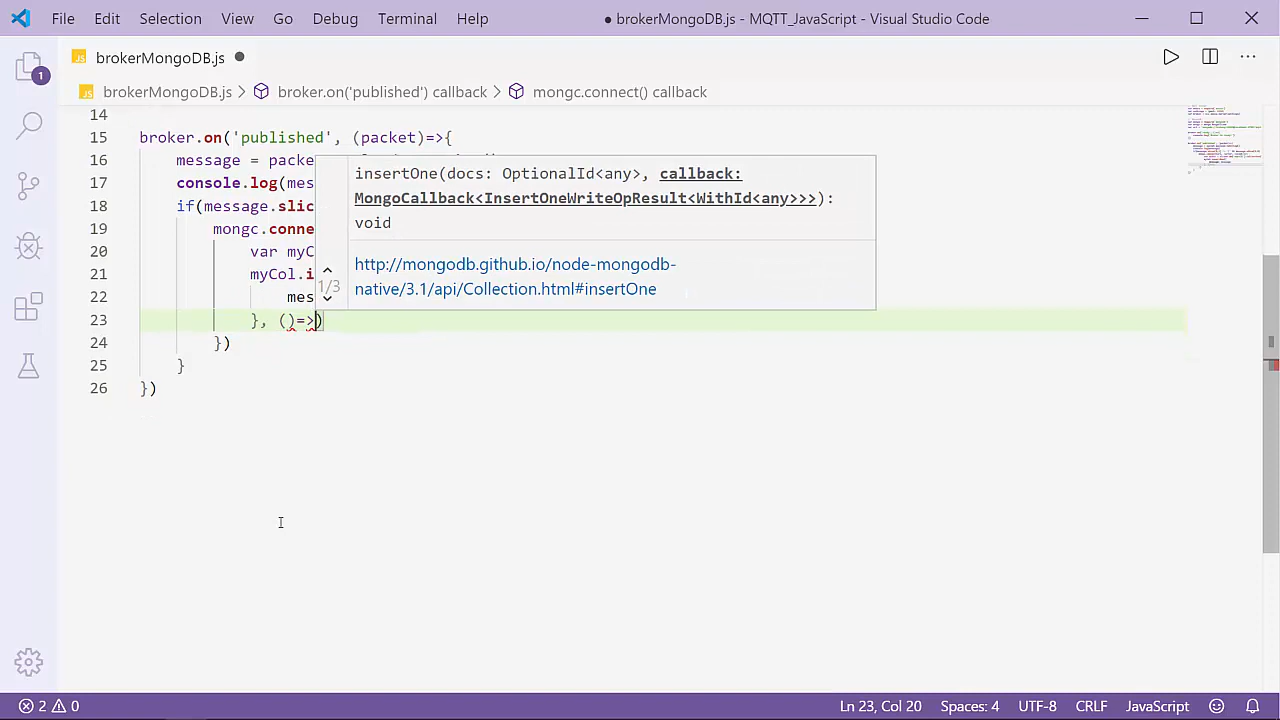 File Edit Selection View Go Debug Terminal Help ● brokerMongoDB.js - MQTT_JavaScript - Visual Studio Code
JS brokerMongoDB.js ●
JS brokerMongoDB.js > broker.on('published') callback > mongc.connect() callback
14
15 broker.on('published', (packet)=>{
16 message = packe
17 console.log(mes
18 if(message.slic
19 mongc.conne
20 var myC
21 myCol.i
22 mes
23 }, ()=>)
24 })
25 }
26 })
insertOne(docs: OptionalId<any>, callback:
MongoCallback<InsertOneWriteOpResult<WithId<any>>>):
void
1/3
http://mongodb.github.io/node-mongodb-
native/3.1/api/Collection.html#insertOne
1
2 0 Ln 23, Col 20 Spaces: 4 UTF-8 CRLF JavaScript